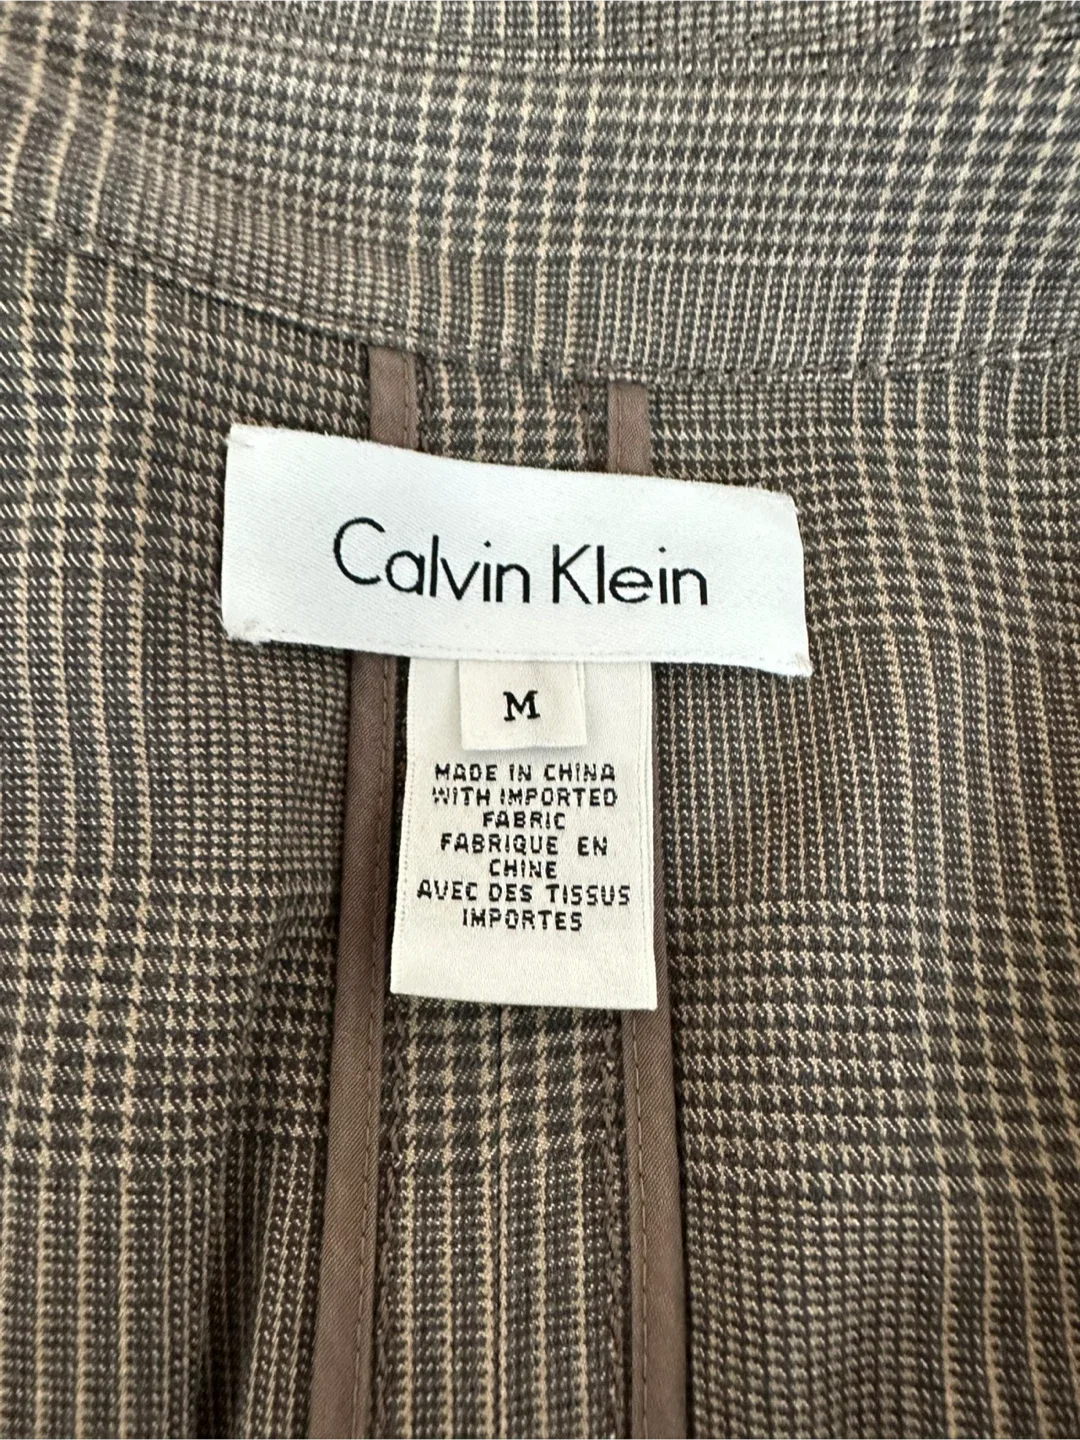 Calvin Klein
M
MADE IN CHINA
WITH IMPORTED
FABRIC
FABRIQUE EN
CHINE
AVEC DES TISSUS
IMPORTES